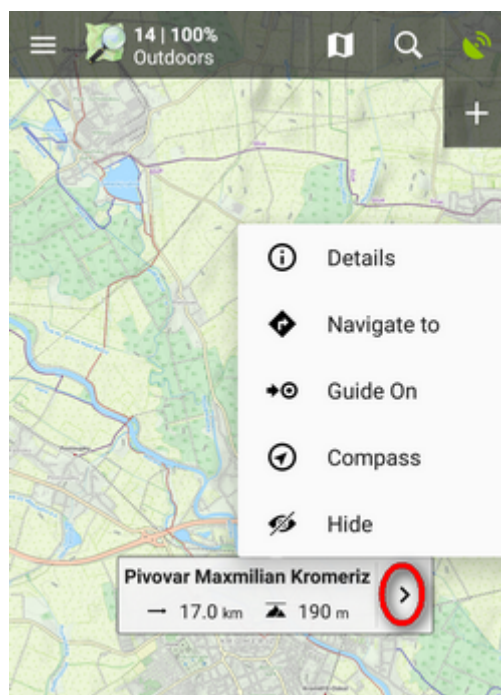 14 | 100%
Outdoors
Details
Navigate to
Guide On
Compass
Hide
Pivovar Maxmilian Kromeriz
17.0 km 190 m